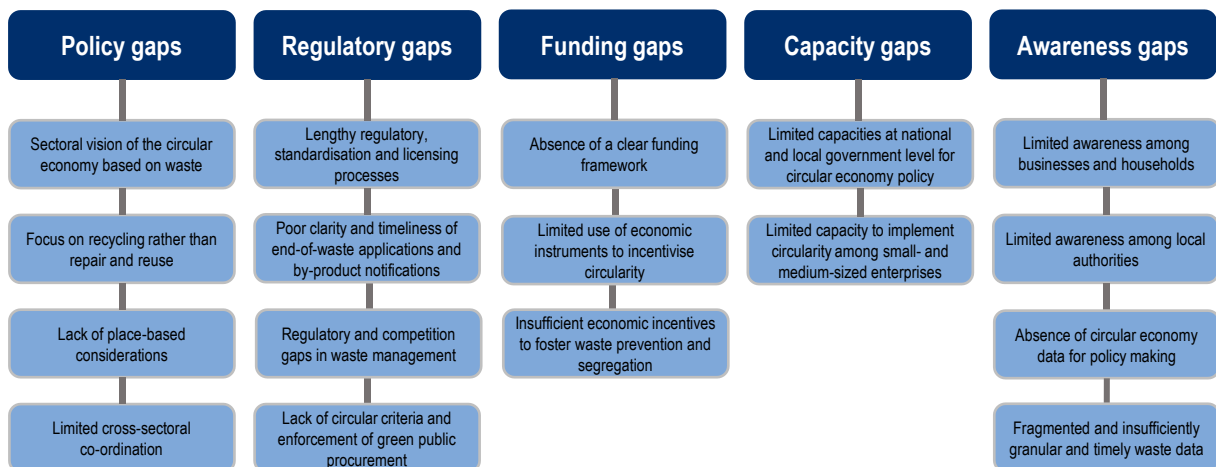 Policy gaps
Sectoral vision of the circular
economy based on waste
Focus on recycling rather than
repair and reuse
Lack of place-based
considerations
Limited cross-sectoral
co-ordination
Regulatory gaps
Lengthy regulatory,
standardisation and licensing
processes
Poor clarity and timeliness of
end-of-waste applications and
by-product notifications
Regulatory and competition
gaps in waste management
Lack of circular criteria and
enforcement of green public
procurement
Funding gaps
Absence of a clear funding
framework
Limited use of economic
instruments to incentivise
circularity
Insufficient economic incentives
to foster waste prevention and
segregation
Capacity gaps
Limited capacities at national
and local government level for
circular economy policy
Limited capacity to implement
circularity among small- and
medium-sized enterprises
Awareness gaps
Limited awareness among
businesses and households
Limited awareness among local
authorities
Absence of circular economy
data for policy making
Fragmented and insufficiently
granular and timely waste data